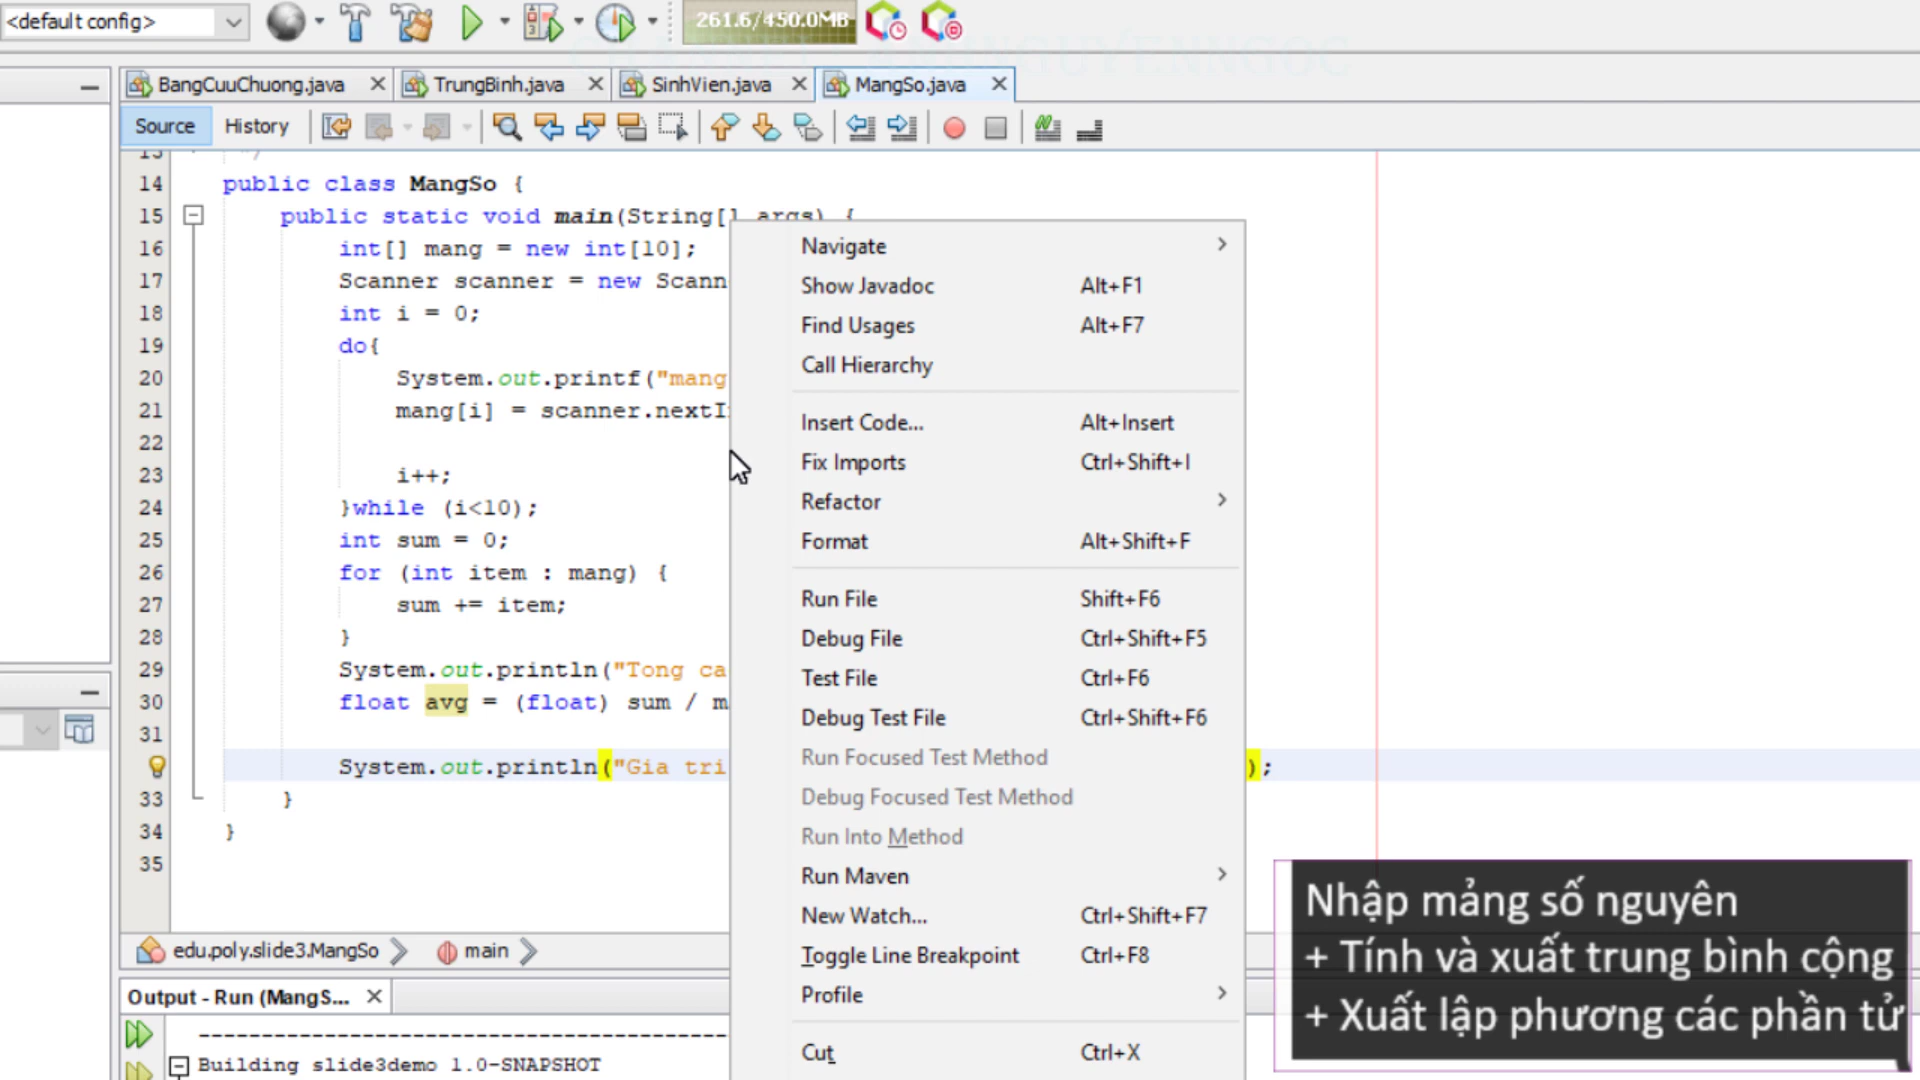 <default config>
261.6/450.0MB
BangCuuChuong.java
TrungBinh.java
SinhVien.java
MangSo.java
Source
History
14 public class MangSo {
15 public static void main(String[] args) {
16 int[] mang = new int[10];
17 Scanner scanner = new Scann
18 int i = 0;
19 do{
20 System.out.printf("mang
21 mang[i] = scanner.nextI
22
23 i++;
24 }while (i<10);
25 int sum = 0;
26 for (int item : mang) {
27 sum += item;
28 }
29 System.out.println("Tong ca
30 float avg = (float) sum / m
31
System.out.println("Gia tri );
33 }
34 }
35
Navigate
Show Javadoc Alt+F1
Find Usages Alt+F7
Call Hierarchy
Insert Code... Alt+Insert
Fix Imports Ctrl+Shift+I
Refactor
Format Alt+Shift+F
Run File Shift+F6
Debug File Ctrl+Shift+F5
Test File Ctrl+F6
Debug Test File Ctrl+Shift+F6
Run Focused Test Method
Debug Focused Test Method
Run Into Method
Run Maven
New Watch... Ctrl+Shift+F7
Toggle Line Breakpoint Ctrl+F8
Profile
Cut Ctrl+X
edu.poly.slide3.MangSo
main
Output - Run (MangS...
--------------------------------------------
Building slide3demo 1.0-SNAPSHOT
Nhập mảng số nguyên
+ Tính và xuất trung bình cộng
+ Xuất lập phương các phần tử